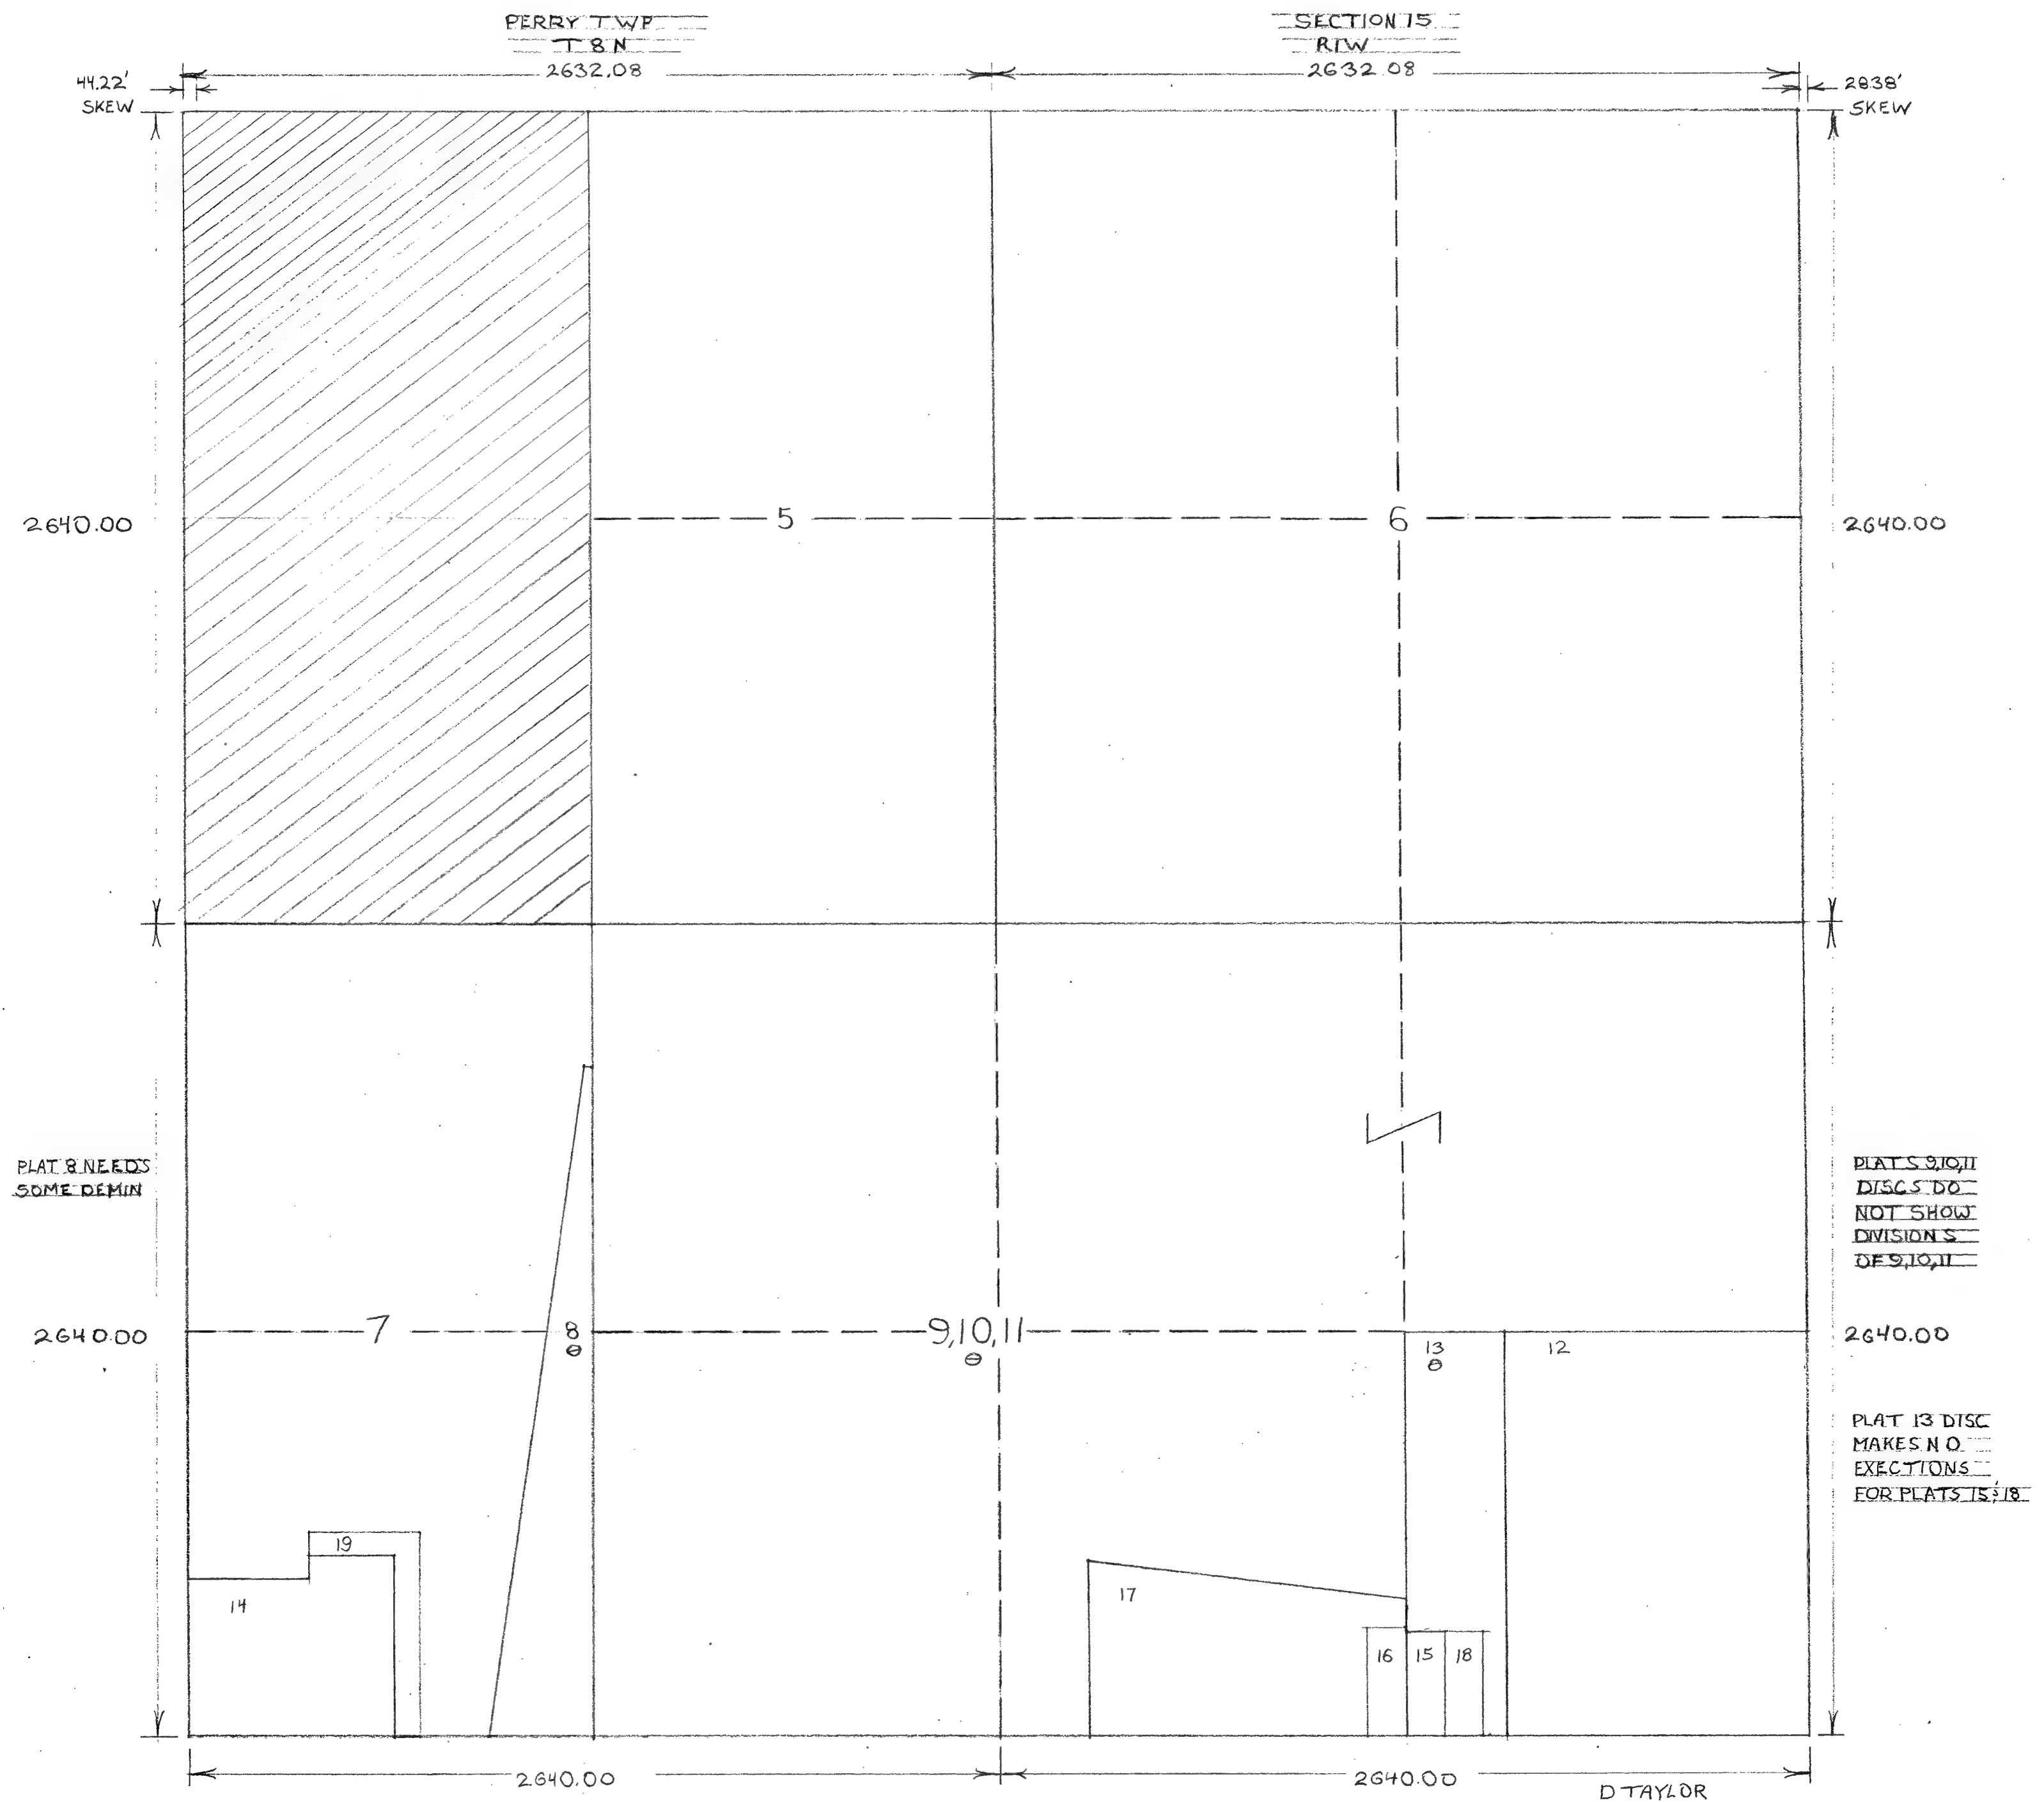 PERRY TWP
T 8 N
SECTION 15
R1W
2632.08
2632.08
44.22'
SKEW
28.38'
SKEW
2640.00
5
6
2640.00
PLAT 8 NEEDS
SOME DEMIN
PLATS 9,10,11
DISCS DO
NOT SHOW
DIVISIONS
OF 9,10,11
2640.00
7
8
9,10,11
13
12
2640.00
PLAT 13 DISC
MAKES NO
EXECTIONS
FOR PLATS 15 & 18
19
14
17
16
15
18
2640.00
2640.00
D TAYLOR